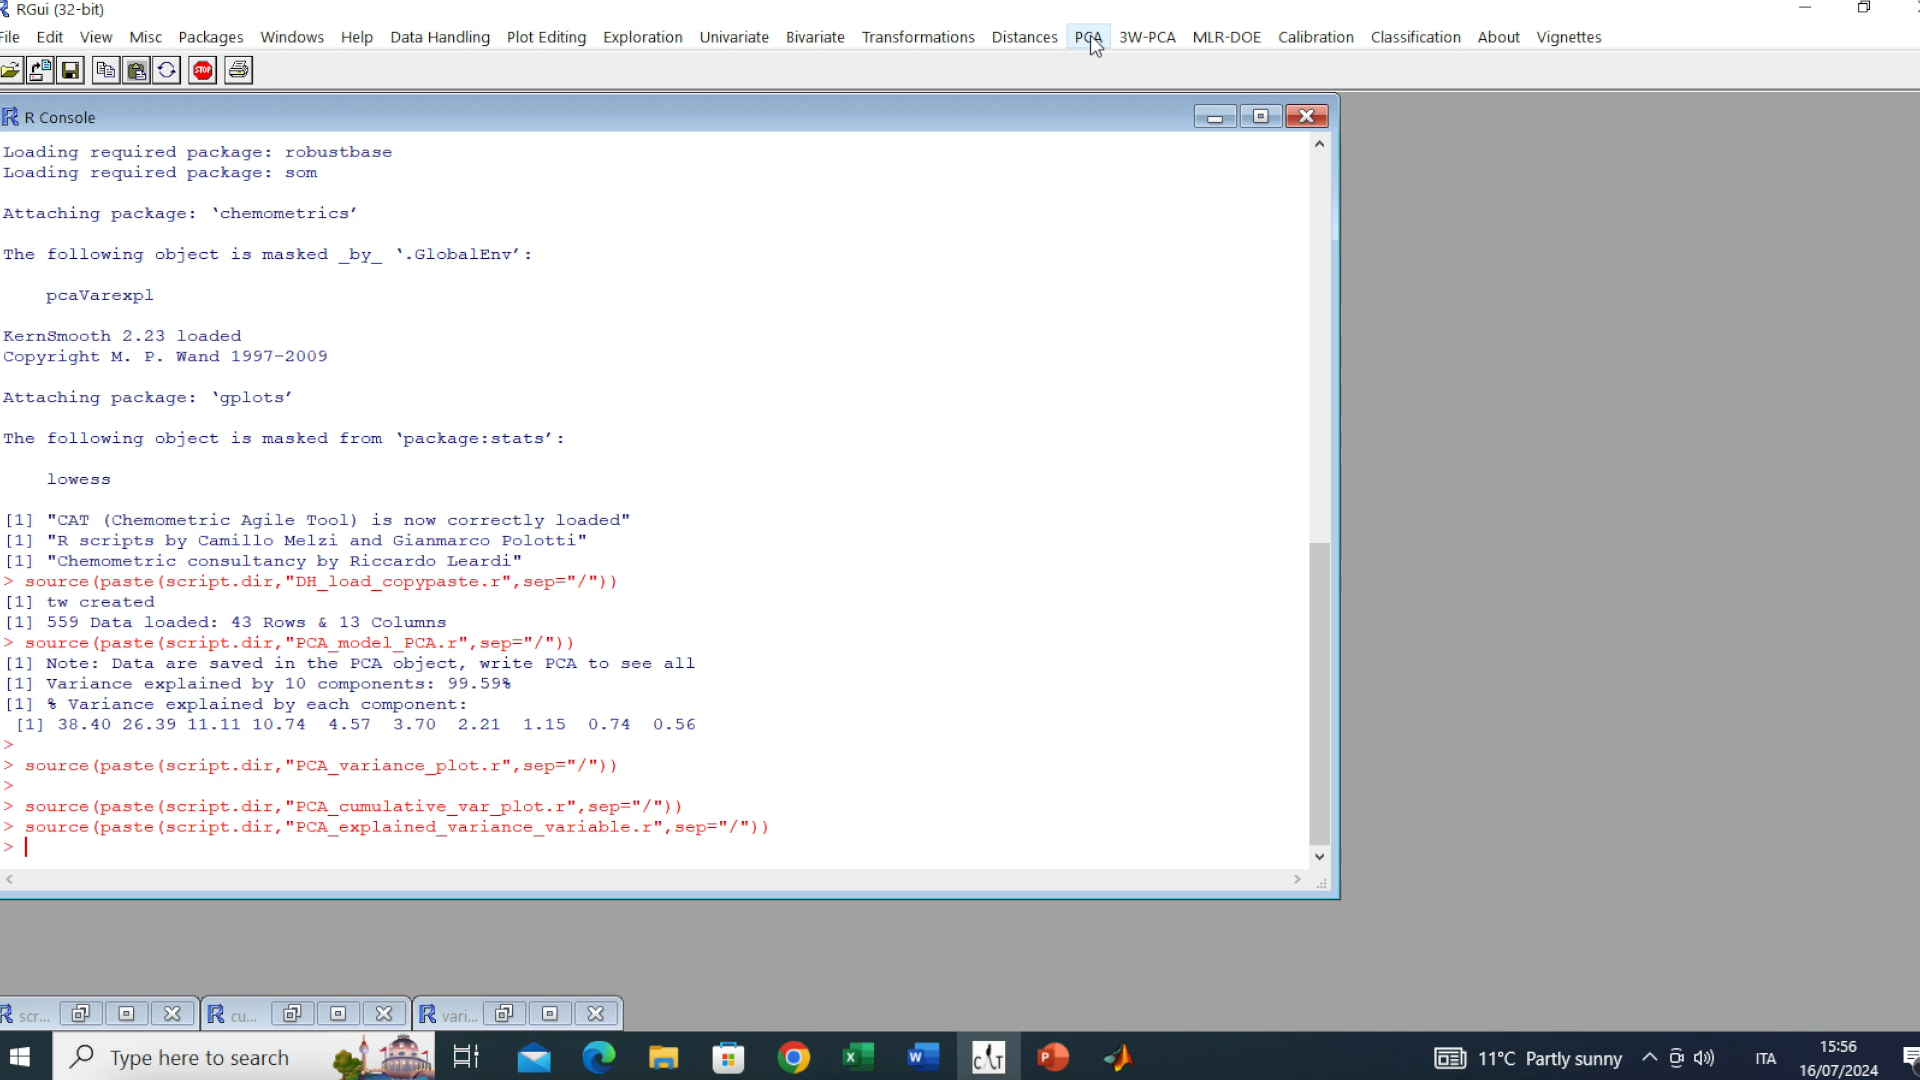 RGui (32-bit)
File Edit View Misc Packages Windows Help Data Handling Plot Editing Exploration Univariate Bivariate Transformations Distances PCA 3W-PCA MLR-DOE Calibration Classification About Vignettes
STOP
R Console
Loading required package: robustbase
Loading required package: som
Attaching package: ‘chemometrics’
The following object is masked _by_ ‘.GlobalEnv’:
pcaVarexpl
KernSmooth 2.23 loaded
Copyright M. P. Wand 1997-2009
Attaching package: ‘gplots’
The following object is masked from ‘package:stats’:
lowess
[1] "CAT (Chemometric Agile Tool) is now correctly loaded"
[1] "R scripts by Camillo Melzi and Gianmarco Polotti"
[1] "Chemometric consultancy by Riccardo Leardi"
> source(paste(script.dir,"DH_load_copypaste.r",sep="/"))
[1] tw created
[1] 559 Data loaded: 43 Rows & 13 Columns
> source(paste(script.dir,"PCA_model_PCA.r",sep="/"))
[1] Note: Data are saved in the PCA object, write PCA to see all
[1] Variance explained by 10 components: 99.59%
[1] % Variance explained by each component:
[1] 38.40 26.39 11.11 10.74 4.57 3.70 2.21 1.15 0.74 0.56
>
> source(paste(script.dir,"PCA_variance_plot.r",sep="/"))
>
> source(paste(script.dir,"PCA_cumulative_var_plot.r",sep="/"))
> source(paste(script.dir,"PCA_explained_variance_variable.r",sep="/"))
>
scr... cu... vari...
Type here to search
11°C Partly sunny
ITA
15:56
16/07/2024